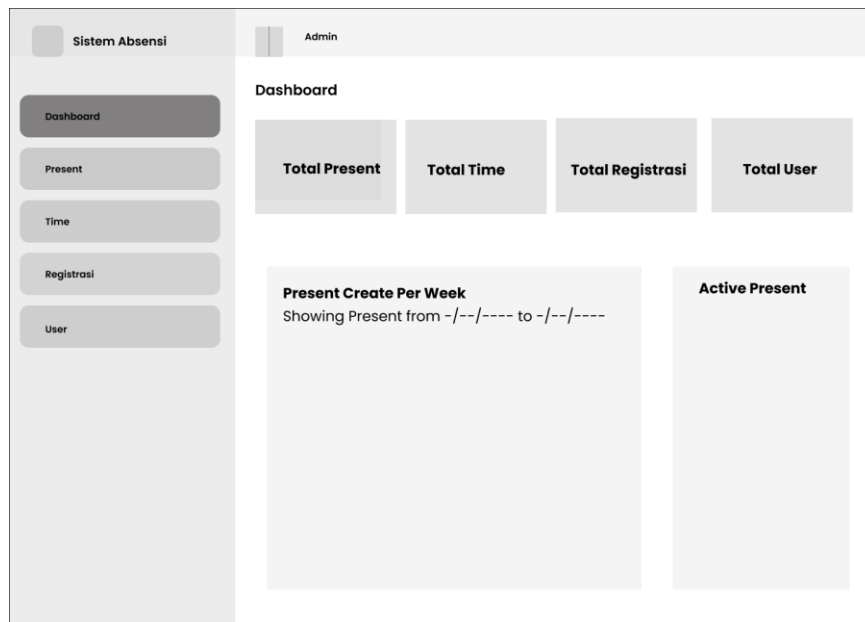 Sistem Absensi
Admin
Dashboard
Present
Time
Registrasi
User
Dashboard
Total Present
Total Time
Total Registrasi
Total User
Present Create Per Week
Showing Present from -/--/---- to -/--/----
Active Present